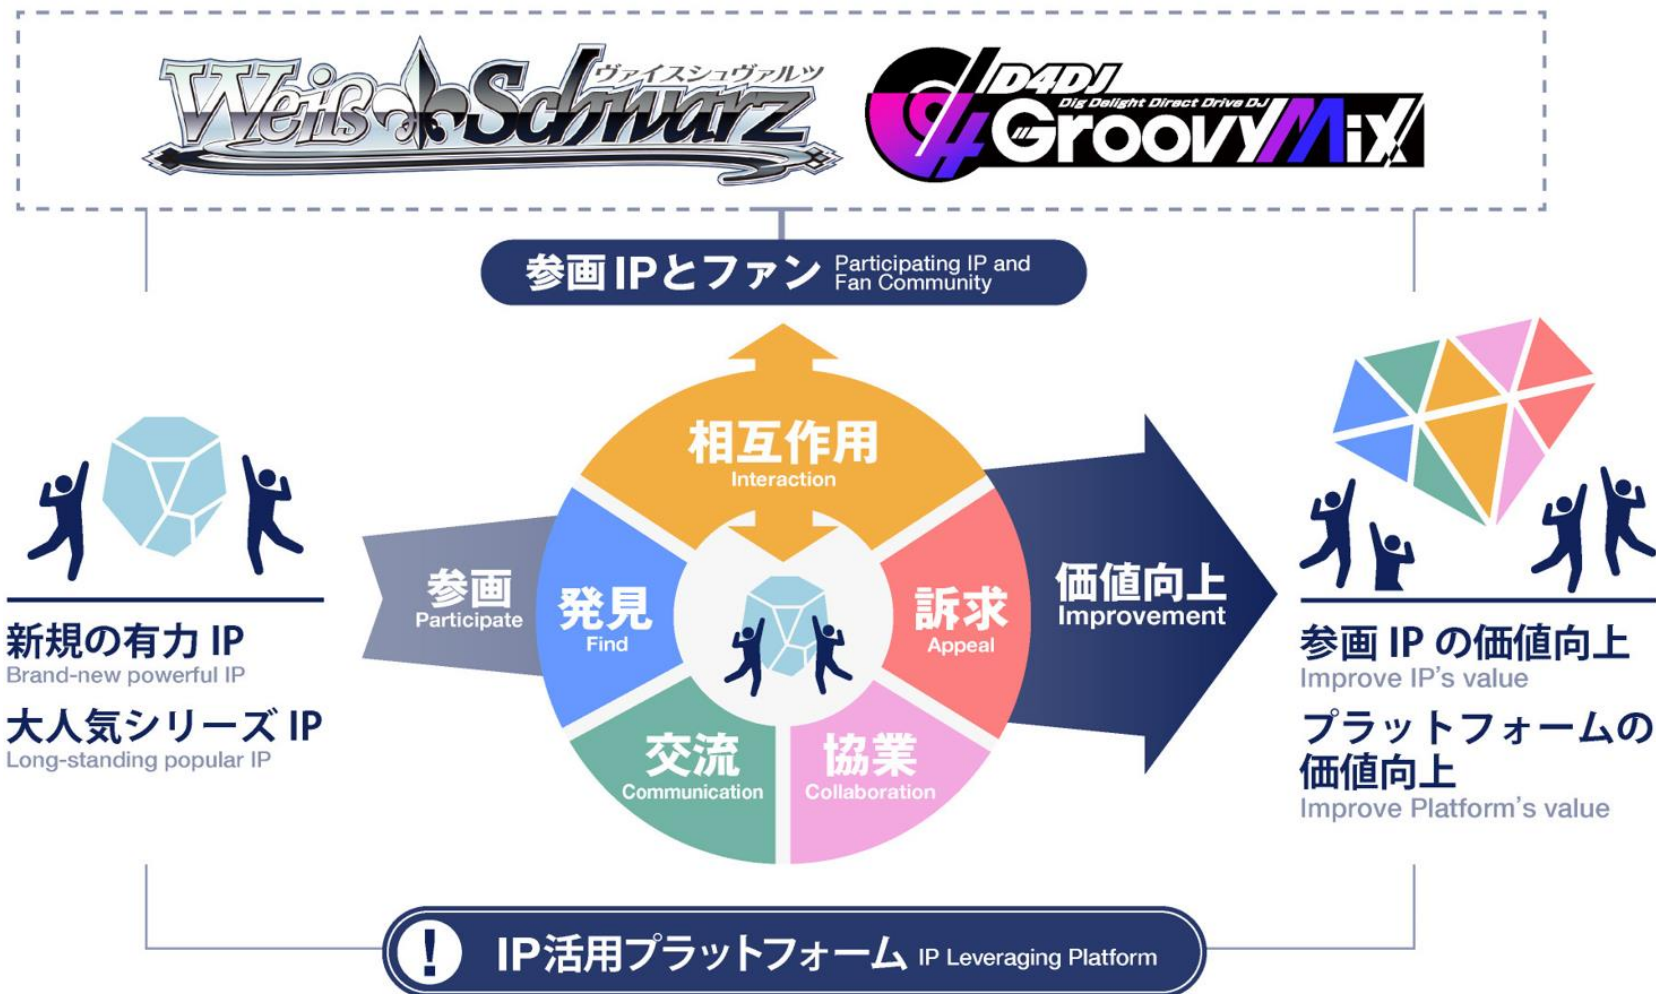 Weiß Schwarz
ヴァイスシュヴァルツ
D4DJ
Dig Delight Direct Drive DJ
Groovy Mix
参画IPとファン Participating IP and
Fan Community
相互作用
Interaction
参画
Participate
発見
Find
訴求
Appeal
価値向上
Improvement
交流
Communication
協業
Collaboration
新規の有力 IP
Brand-new powerful IP
大人気シリーズ IP
Long-standing popular IP
参画 IP の価値向上
Improve IP's value
プラットフォームの
価値向上
Improve Platform's value
! IP活用プラットフォーム IP Leveraging Platform